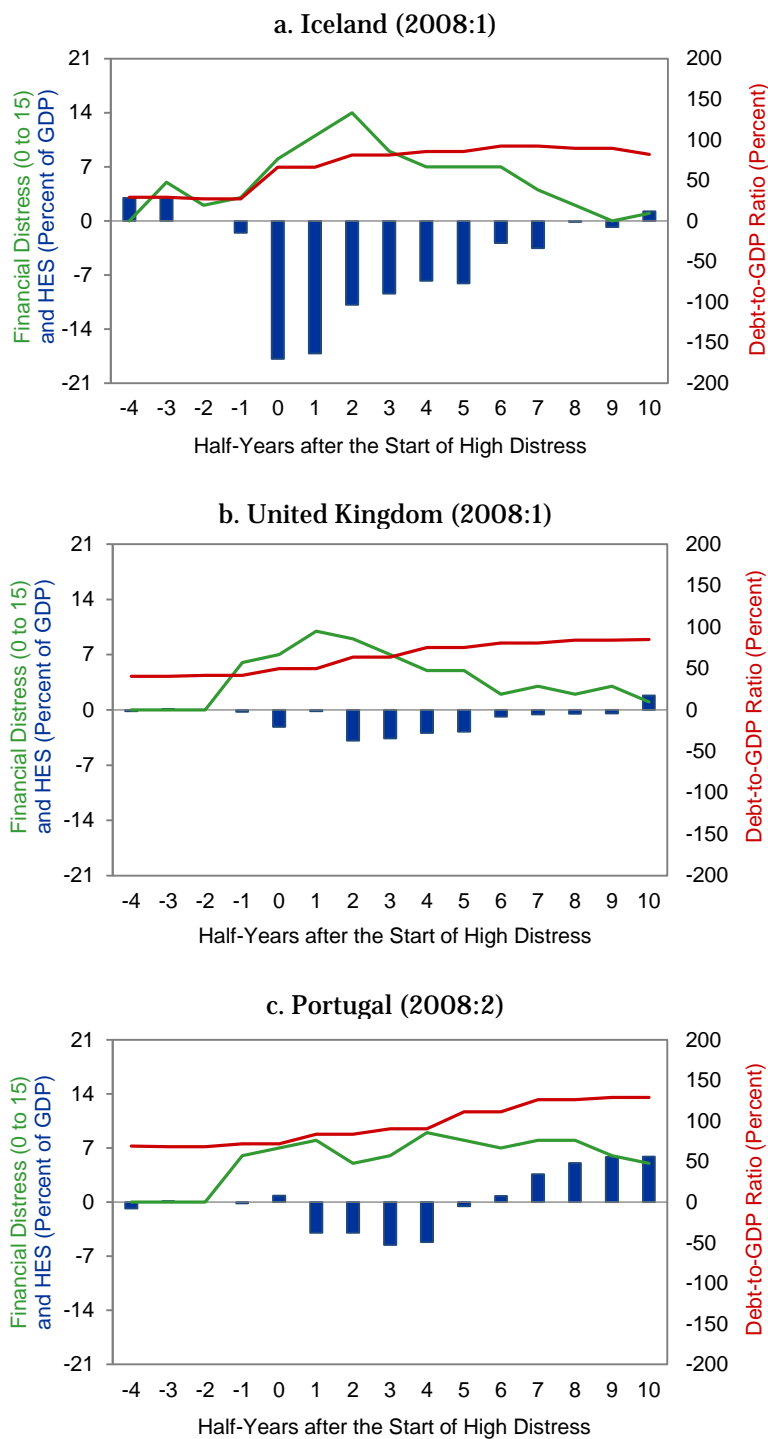 a. Iceland (2008:1)
Financial Distress (0 to 15)
and HES (Percent of GDP)
21
14
7
0
-7
-14
-21
200
150
100
50
0
-50
-100
-150
-200
Debt-to-GDP Ratio (Percent)
-4 -3 -2 -1 0 1 2 3 4 5 6 7 8 9 10
Half-Years after the Start of High Distress
b. United Kingdom (2008:1)
Financial Distress (0 to 15)
and HES (Percent of GDP)
21
14
7
0
-7
-14
-21
200
150
100
50
0
-50
-100
-150
-200
Debt-to-GDP Ratio (Percent)
-4 -3 -2 -1 0 1 2 3 4 5 6 7 8 9 10
Half-Years after the Start of High Distress
c. Portugal (2008:2)
Financial Distress (0 to 15)
and HES (Percent of GDP)
21
14
7
0
-7
-14
-21
200
150
100
50
0
-50
-100
-150
-200
Debt-to-GDP Ratio (Percent)
-4 -3 -2 -1 0 1 2 3 4 5 6 7 8 9 10
Half-Years after the Start of High Distress